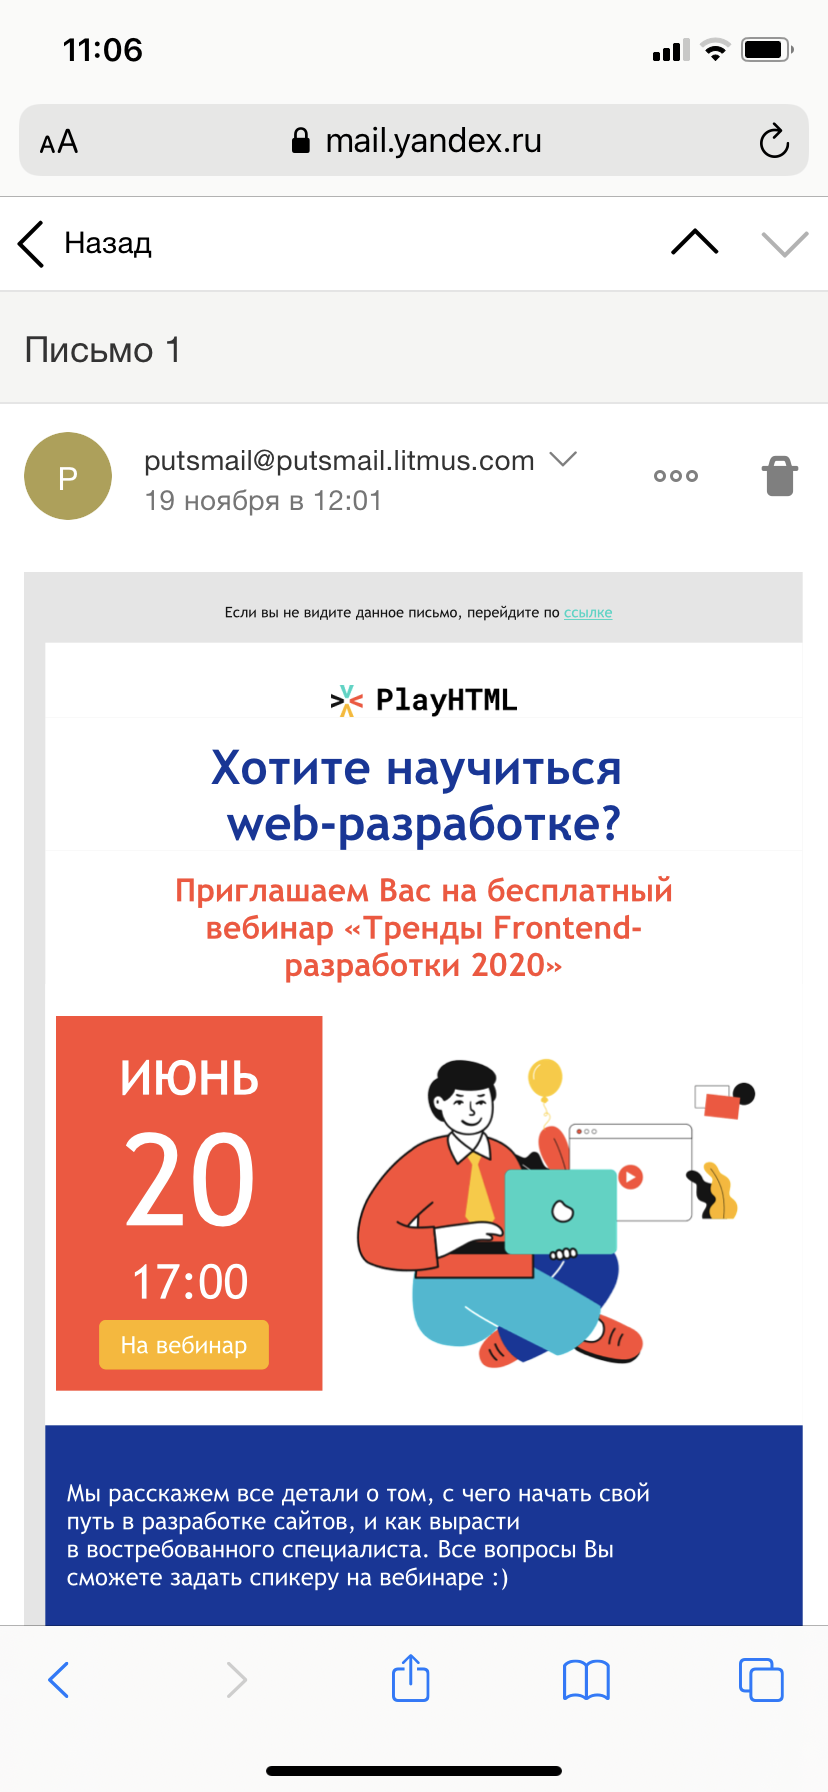 11:06
AA mail.yandex.ru
Назад
Письмо 1
P
putsmail@putsmail.litmus.com
19 ноября в 12:01
Если вы не видите данное письмо, перейдите по ссылке
PlayHTML
Хотите научиться
web-разработке?
Приглашаем Вас на бесплатный
вебинар «Тренды Frontend-
разработки 2020»
ИЮНЬ
20
17:00
На вебинар
Мы расскажем все детали о том, с чего начать свой
путь в разработке сайтов, и как вырасти
в востребованного специалиста. Все вопросы Вы
сможете задать спикеру на вебинаре :)